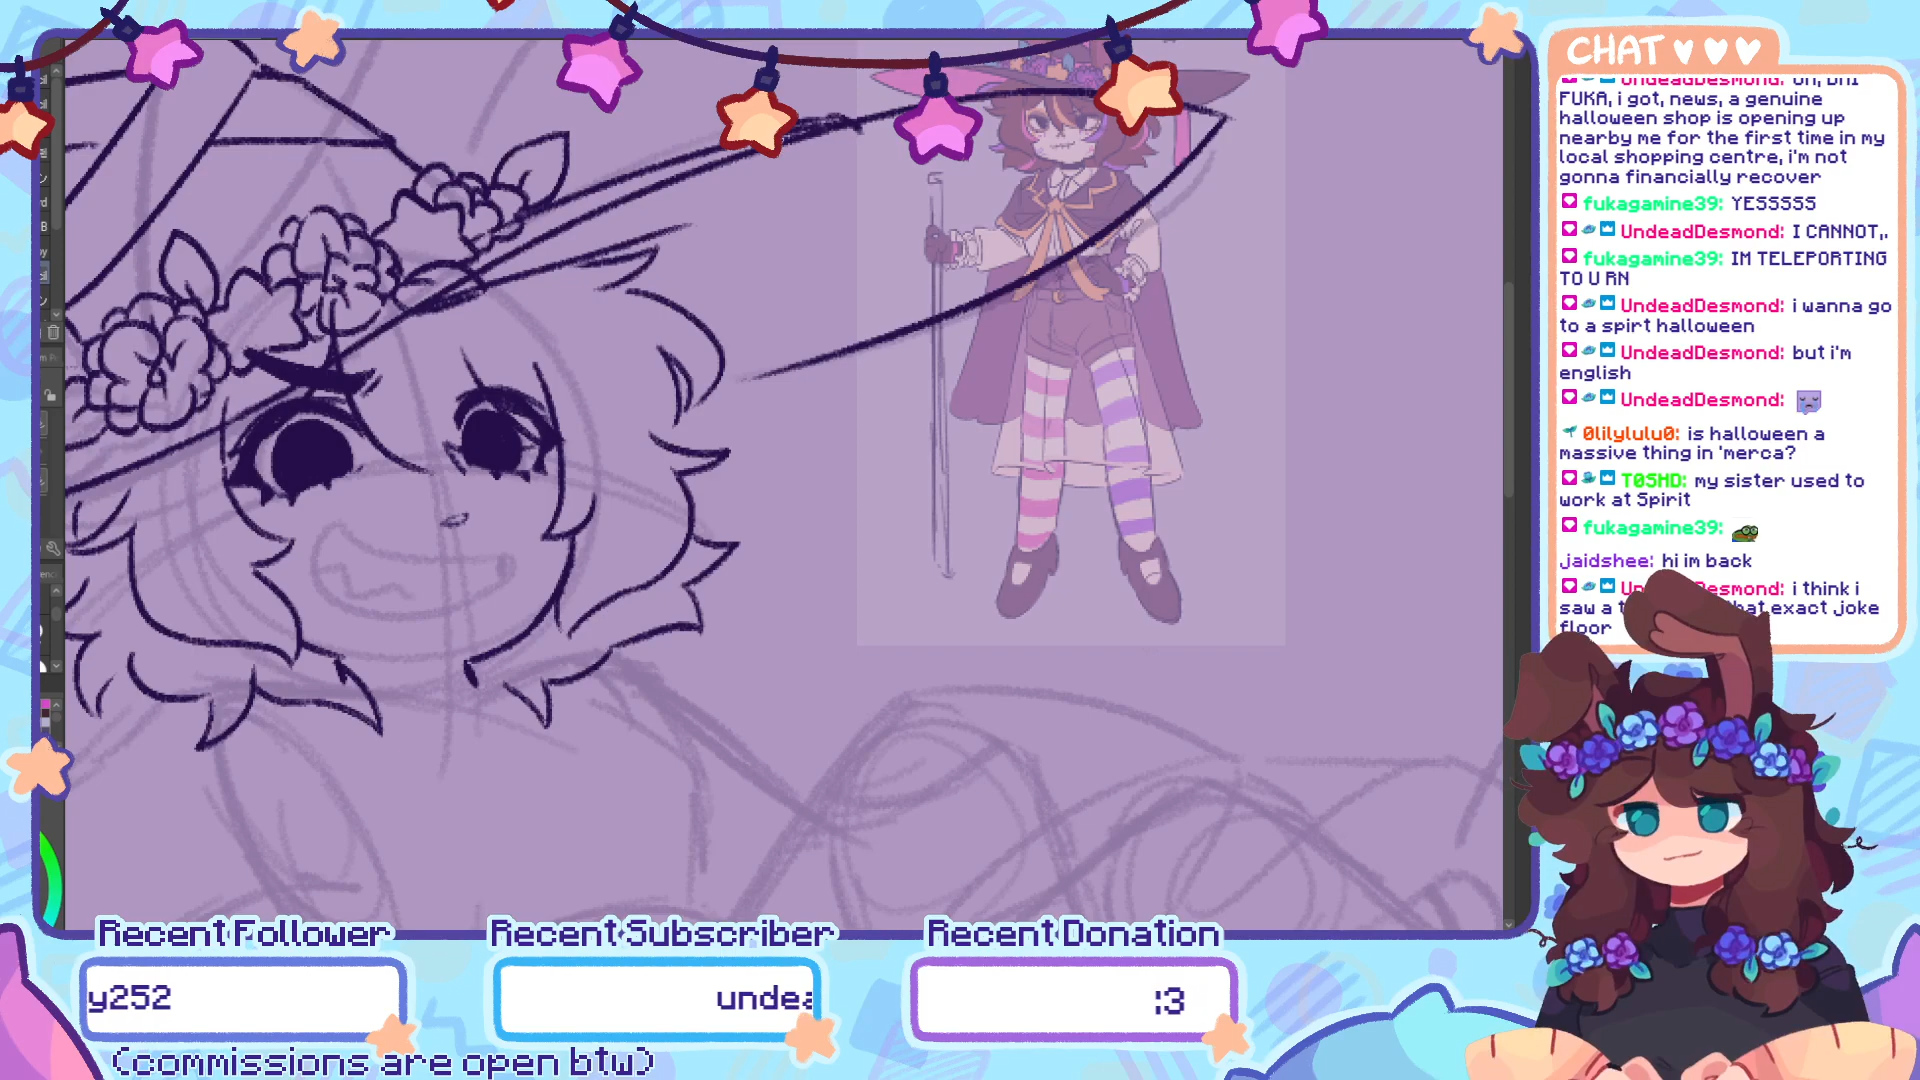 CHAT
UndeadDesmond: oh, oni
FUKA, i got, news, a genuine
halloween shop is opening up
nearby me for the first time in my
local shopping centre, i'm not
gonna financially recover
fukagamine39: YESSSSS
UndeadDesmond: I CANNOT,.
fukagamine39: IM TELEPORTING
TO U RN
UndeadDesmond: i wanna go
to a spirt halloween
UndeadDesmond: but i'm
english
UndeadDesmond:
0lilylulu0: is halloween a
massive thing in 'merca?
T0SHD: my sister used to
work at Spirit
fukagamine39:
jaidshee: hi im back
i think i
saw a exact joke
floor
Recent Follower
y252
Recent Subscriber
undea
Recent Donation
:3
(commissions are open btw)